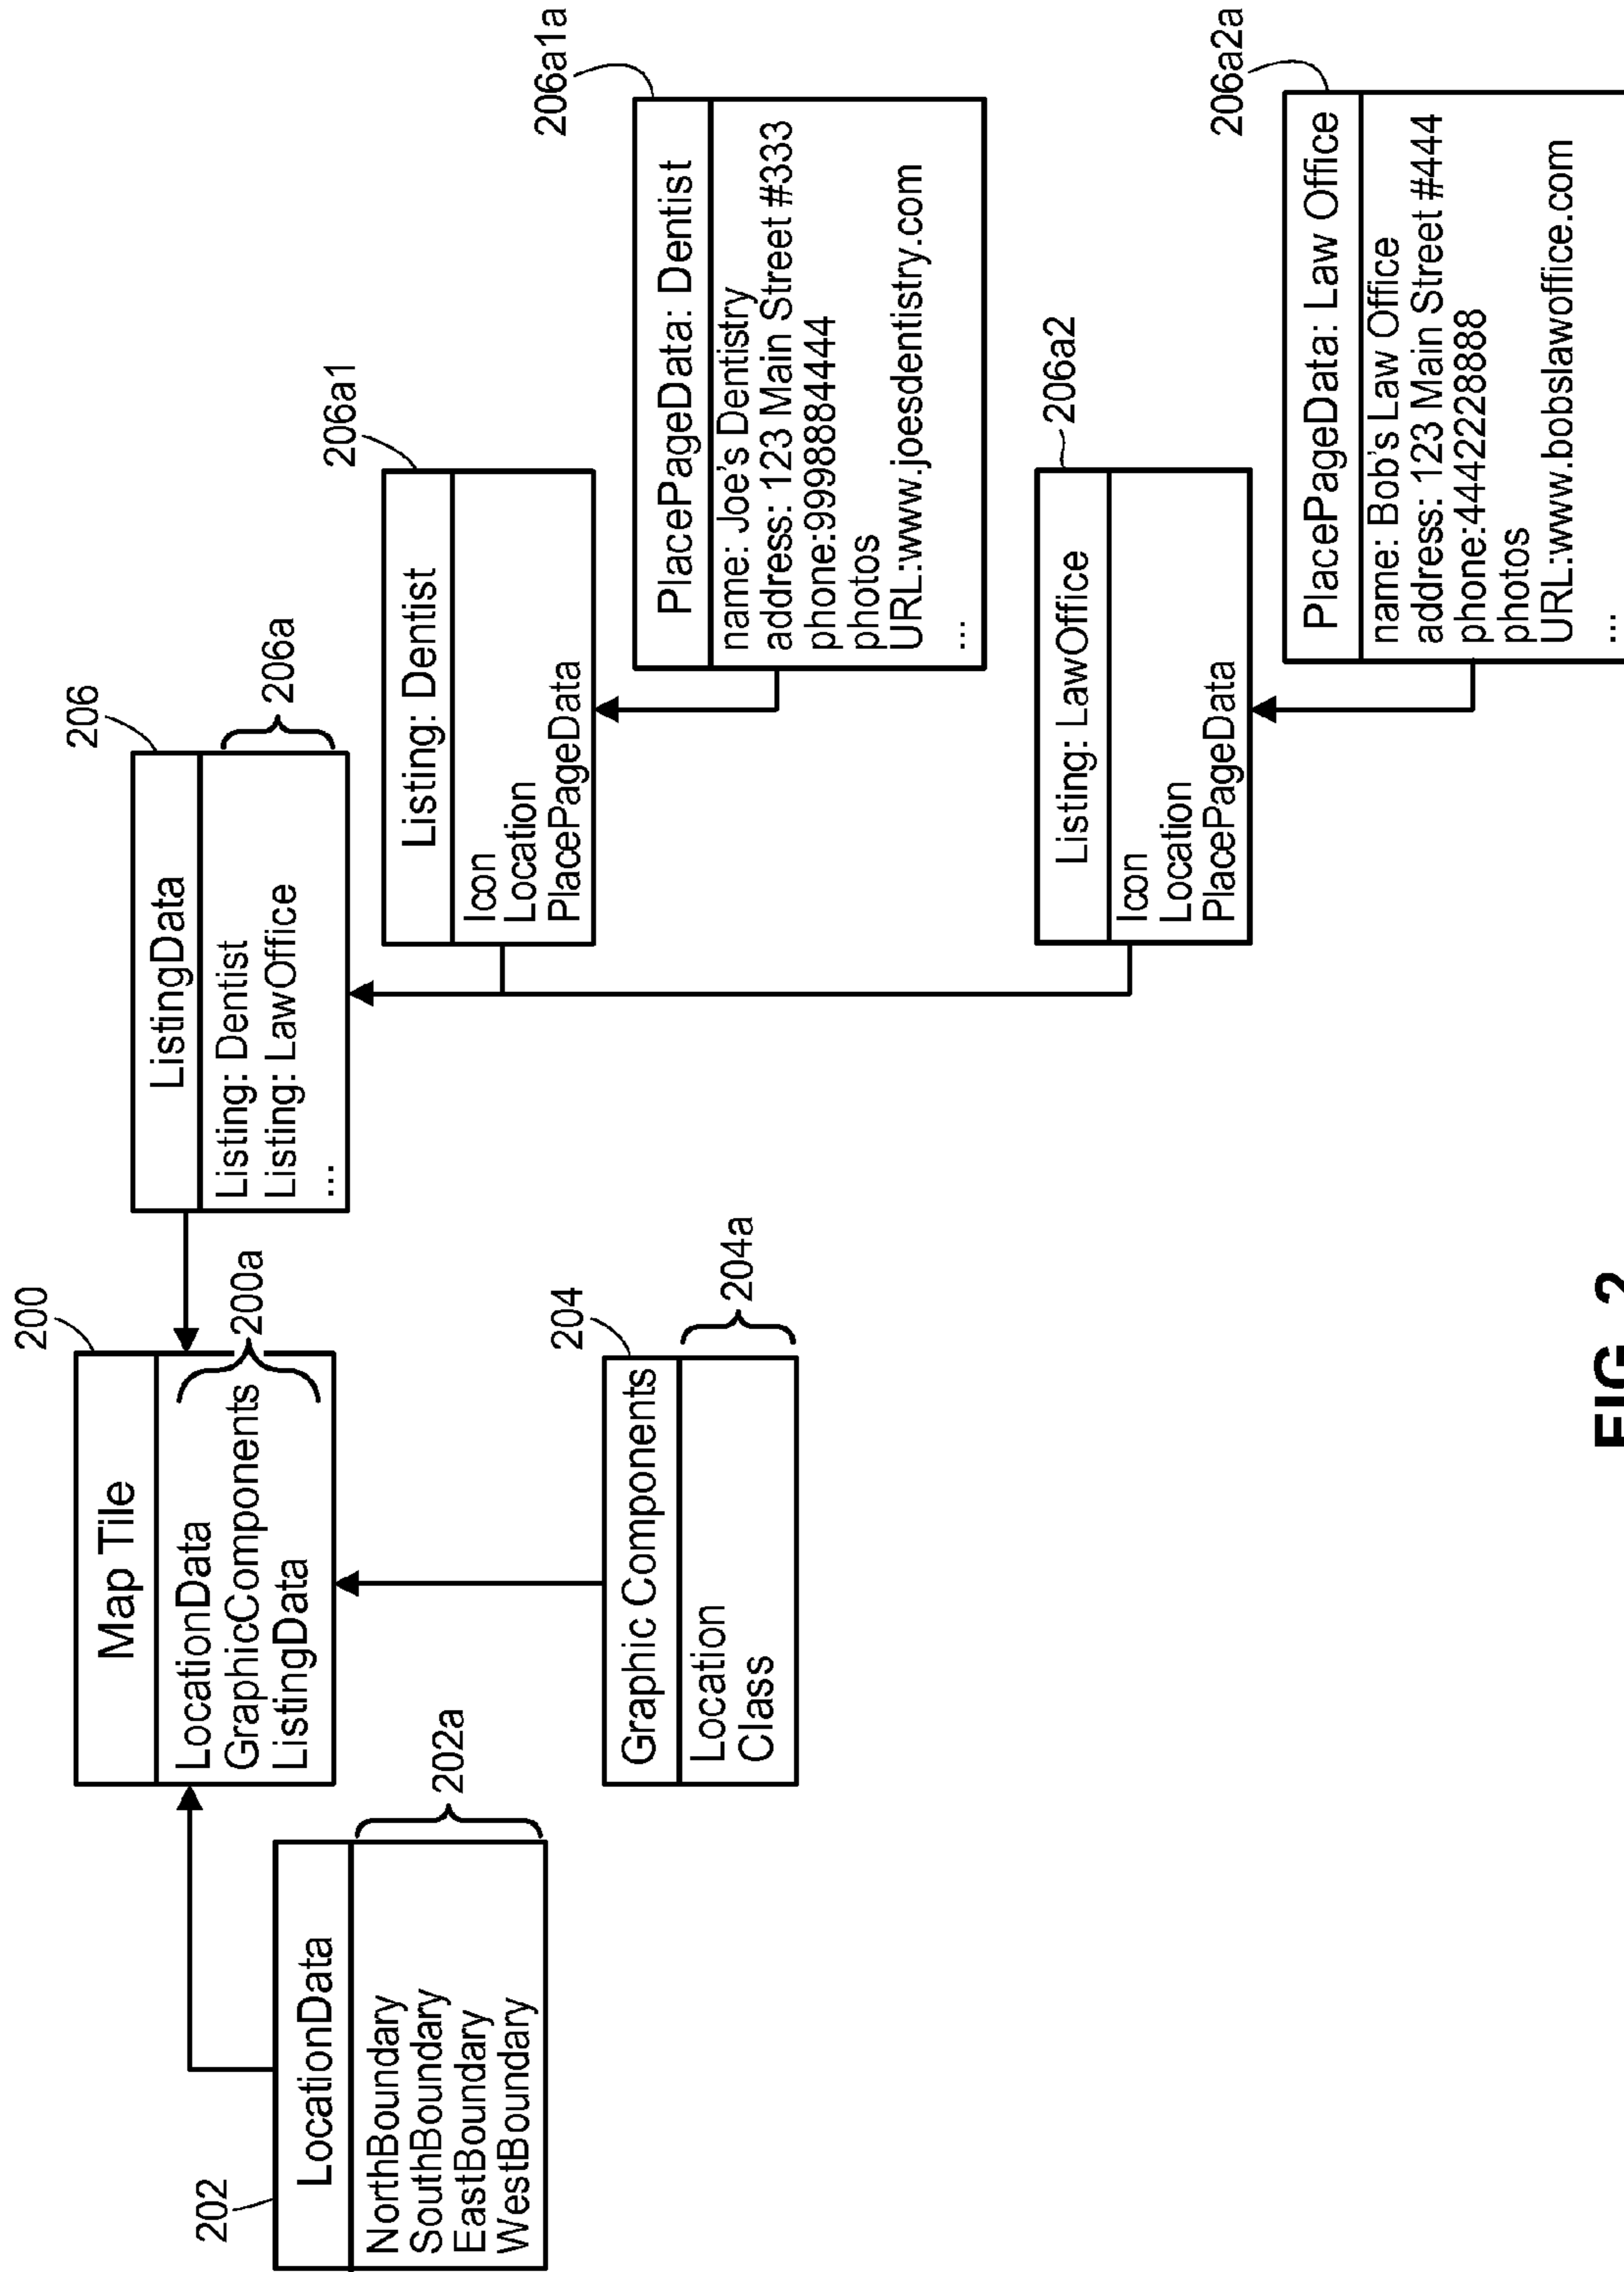 200
Map Tile
LocationData
GraphicComponents
ListingData
200a
202
LocationData
NorthBoundary
SouthBoundary
EastBoundary
WestBoundary
202a
204
Graphic Components
Location
Class
204a
206
ListingData
Listing: Dentist
Listing: LawOffice
...
206a
206a1
Listing: Dentist
Icon
Location
PlacePageData
206a1a
PlacePageData: Dentist
name: Joe's Dentistry
address: 123 Main Street #333
phone:9998884444
photos
URL:www.joesdentistry.com
...
206a2
Listing: LawOffice
Icon
Location
PlacePageData
206a2a
PlacePageData: Law Office
name: Bob's Law Office
address: 123 Main Street #444
phone:4442228888
photos
URL:www.bobslawoffice.com
...
FIG. 2